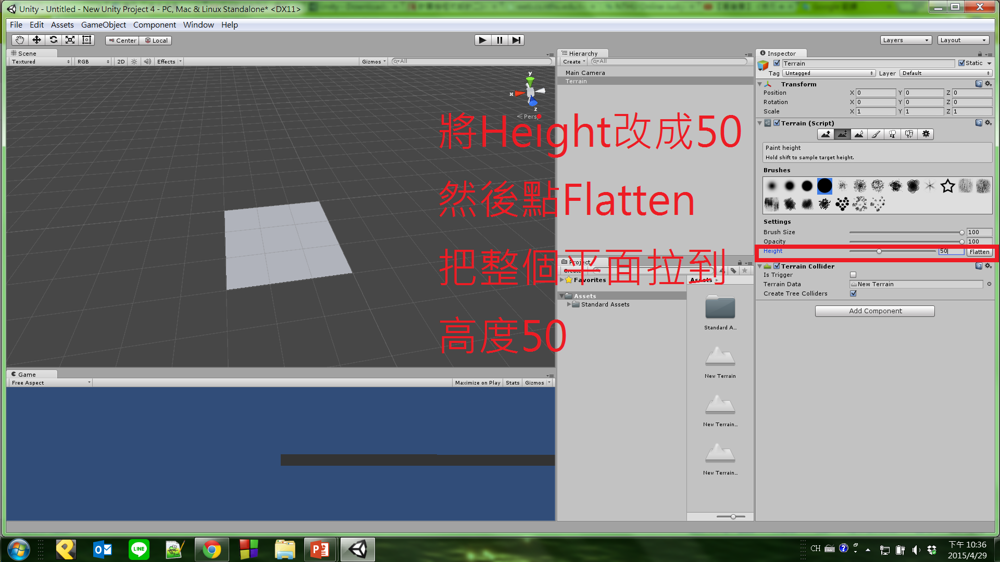 Unity - Untitled - New Unity Project 4 - PC, Mac & Linux Standalone* <DX11>
File Edit Assets GameObject Component Window Help
Center Local
Layers Layout
Scene
Textured RGB 2D Effects Gizmos All
Pers
Hierarchy
Create All
Main Camera
Terrain
Inspector
Terrain Static
Tag Untagged Layer Default
Transform
Position X 0 Y 0 Z 0
Rotation X 0 Y 0 Z 0
Scale X 1 Y 1 Z 1
Terrain (Script)
Paint height
Hold shift to sample target height.
Brushes
Settings
Brush Size 100
Opacity 100
Height 50 Flatten
Terrain Collider
Is Trigger
Terrain Data New Terrain
Create Tree Colliders
Add Component
將Height改成50
然後點Flatten
把整個平面拉到
高度50
Project
Create
Favorites
Assets
Standard Assets
Assets
Standard A...
New Terrain
New Terrain...
New Terrain...
Game
Free Aspect Maximize on Play Stats Gizmos
x y z
LINE
CH
下午 10:36
2015/4/29